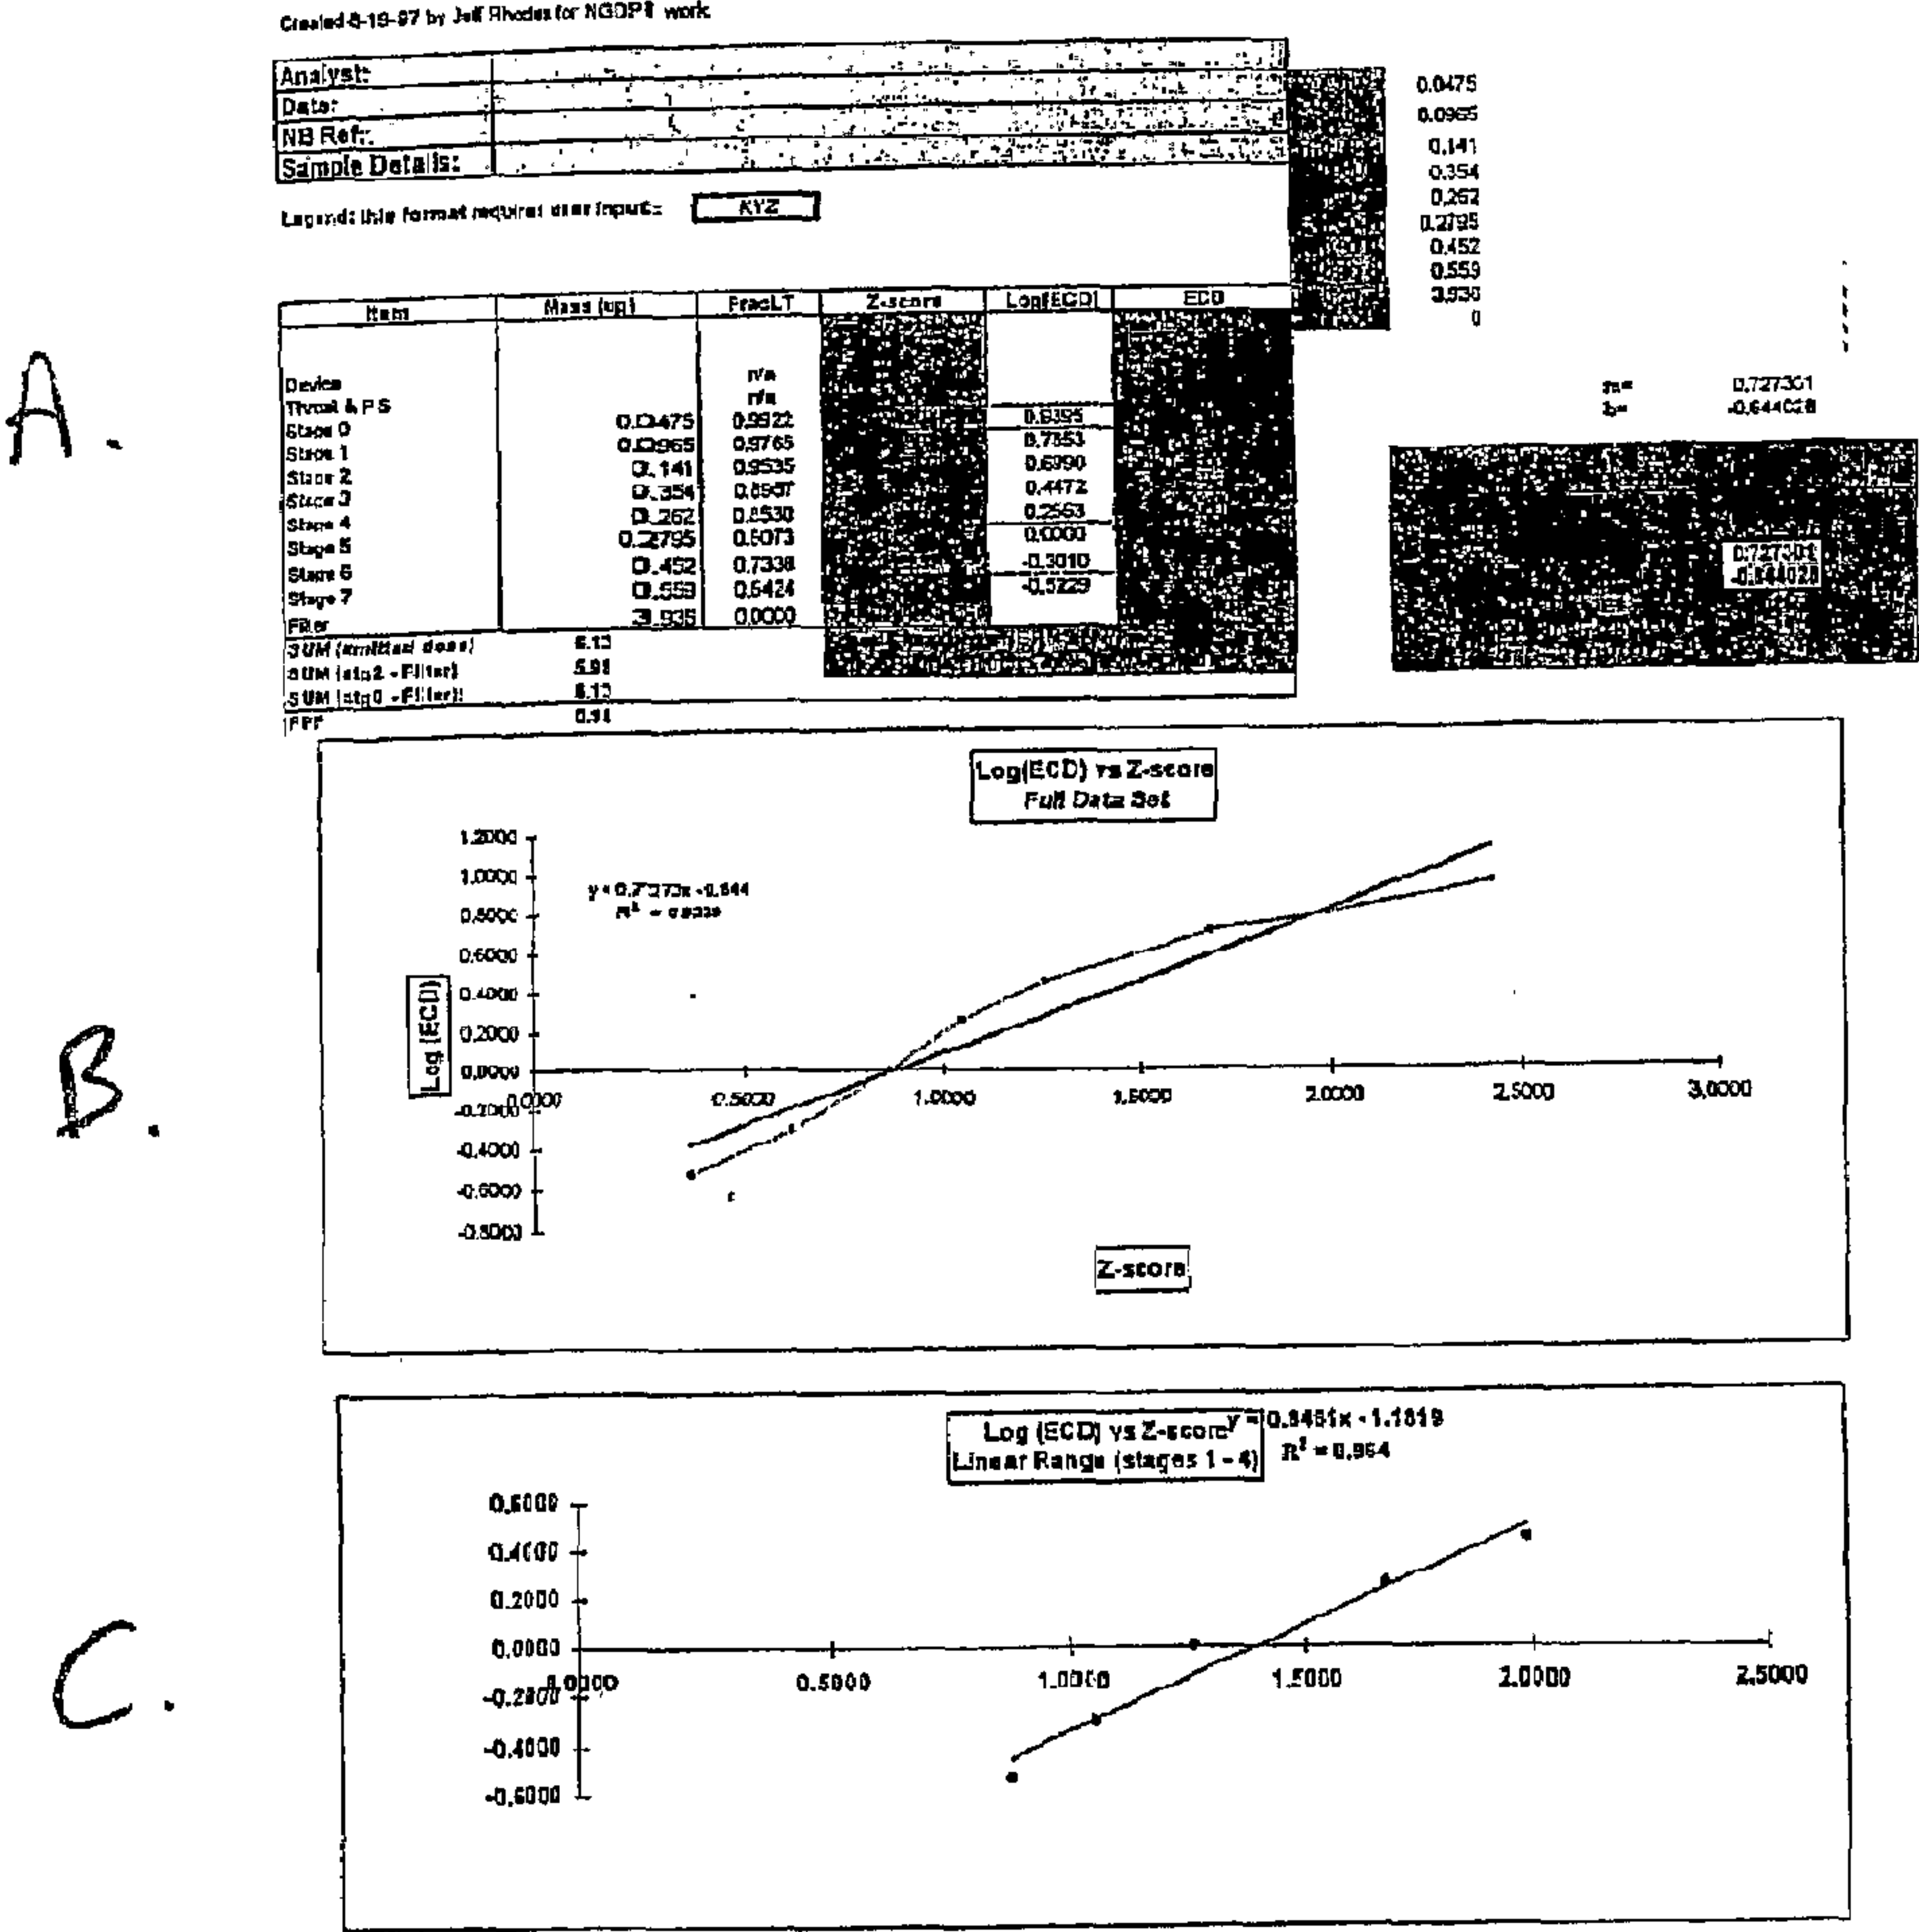 Created 8-19-97 by Jeff Rhodes for work
Analyst:
Date:
NB Ref:
Sample Details:
0.0475
0.0965
0.141
0.354
0.262
0.2795
0.452
0.559
3.936
0
Legend: this format requires user input: XYZ
Item Mass (ug) FracLT Z-score Log(ECD) ECD
A.
Device n/a
Throat & PS n/a
Stage 0 0.0475 0.9922
Stage 1 0.0965 0.9765
Stage 2 0.141 0.9535 0.6990
Stage 3 0.354 0.4472
Stage 4 0.262 0.2553
Stage 5 0.2795 0.0000
Stage 6 0.452 0.7338 -0.3010
Stage 7 0.559 0.6424 -0.5229
Filter 3.936 0.0000
SUM (emitted dose) 6.13
SUM (stg2 - Filter) 5.98
SUM (stg0 - Filter): 6.13
FPF
m= 0.727301
b= -0.644028
0.727301
-0.644028
B.
Log(ECD) vs Z-score
Full Data Set
y = 0.7273x - 0.644
R² =
1.2000
1.0000
0.8000
0.6000
0.4000
0.2000
0.0000
-0.2000
-0.4000
-0.6000
-0.8000
Log (ECD)
0.0000 0.5000 1.0000 1.5000 2.0000 2.5000 3.0000
Z-score
C.
Log (ECD) vs Z-score
Linear Range (stages 1 - 4)
y = 0.8481x - 1.1819
R² = 0.964
0.6000
0.4000
0.2000
0.0000
-0.2000
-0.4000
-0.6000
0.0000 0.5000 1.0000 1.5000 2.0000 2.5000